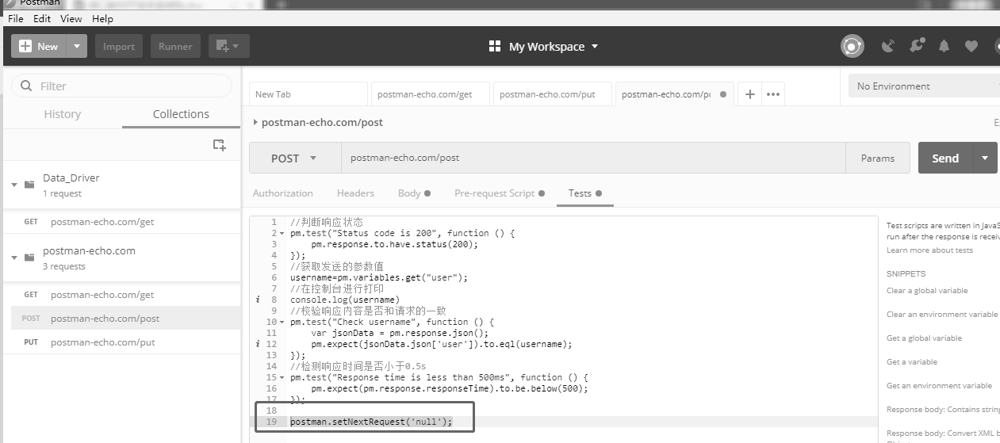 Postman
File Edit View Help
New Import Runner My Workspace
Filter
History Collections
Data_Driver
1 request
GET postman-echo.com/get
postman-echo.com
3 requests
GET postman-echo.com/get
POST postman-echo.com/post
PUT postman-echo.com/put
New Tab postman-echo.com/get postman-echo.com/put postman-echo.com/po No Environment
postman-echo.com/post
POST postman-echo.com/post Params Send
Authorization Headers Body Pre-request Script Tests
1 //判断响应状态
2 pm.test("Status code is 200", function () {
3 pm.response.to.have.status(200);
4 });
5 //获取发送的参数值
6 username=pm.variables.get("user");
7 //在控制台进行打印
i 8 console.log(username)
9 //校验响应内容是否和请求的一致
10 pm.test("Check username", function () {
11 var jsonData = pm.response.json();
i 12 pm.expect(jsonData.json['user']).to.eql(username);
13 });
14 //检测响应时间是否小于0.5s
15 pm.test("Response time is less than 500ms", function () {
16 pm.expect(pm.response.responseTime).to.be.below(500);
17 });
18
19 postman.setNextRequest('null');
Test scripts are written in JavaS
run after the response is receiv
Learn more about tests
SNIPPETS
Clear a global variable
Clear an environment variable
Get a global variable
Get a variable
Get an environment variable
Response body: Contains string
Response body: Convert XML b